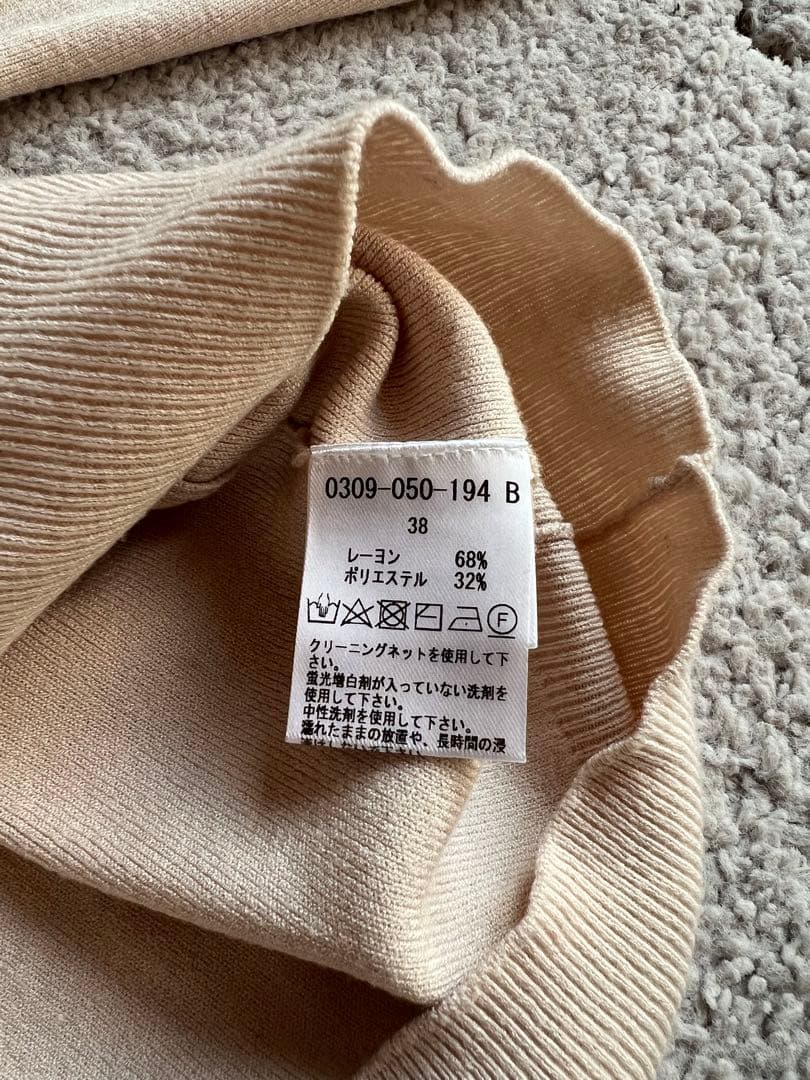 0309-050-194 B
38
レーヨン 68%
ポリエステル 32%
F
クリーニングネットを使用して下
さい。
蛍光増白剤が入っていない洗剤を
使用して下さい。
中性洗剤を使用して下さい。
濡れたままの放置や、長時間の浸